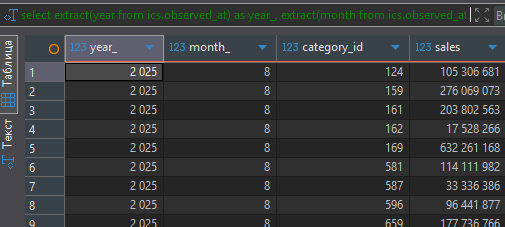 select extract(year from ics.observed_at) as year_, extract(month from ics.observed_at
Таблица
Текст
123 year_ 123 month_ 123 category_id 123 sales
1 2 025 8 124 105 306 681
2 2 025 8 159 276 069 073
3 2 025 8 161 203 802 563
4 2 025 8 162 17 528 266
5 2 025 8 169 632 261 168
6 2 025 8 581 114 111 982
7 2 025 8 587 33 336 386
8 2 025 8 596 96 441 877
9 2 025 8 659 177 736 766